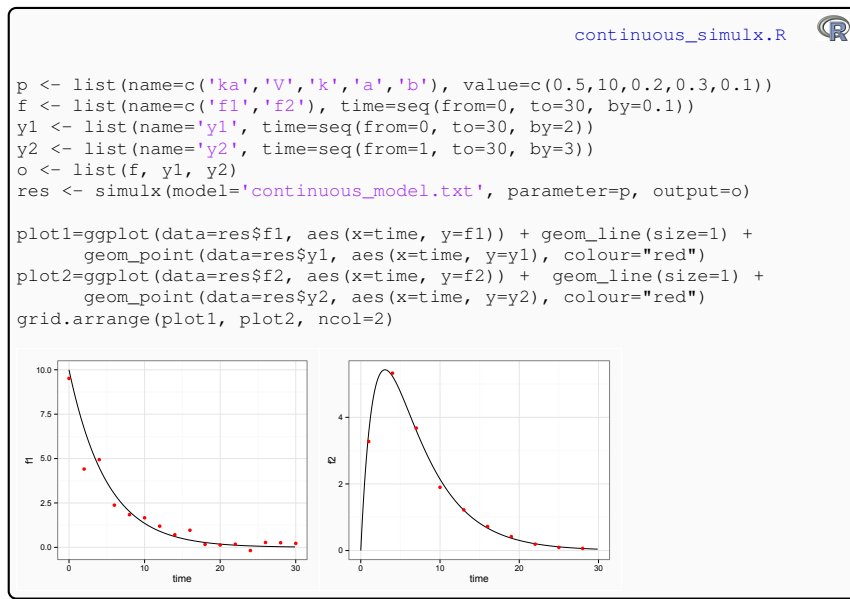 continuous_simulx.R
R
p <- list(name=c('ka','V','k','a','b'), value=c(0.5,10,0.2,0.3,0.1))
f <- list(name=c('f1','f2'), time=seq(from=0, to=30, by=0.1))
y1 <- list(name='y1', time=seq(from=0, to=30, by=2))
y2 <- list(name='y2', time=seq(from=1, to=30, by=3))
o <- list(f, y1, y2)
res <- simulx(model='continuous_model.txt', parameter=p, output=o)
plot1=ggplot(data=res$f1, aes(x=time, y=f1)) + geom_line(size=1) +
geom_point(data=res$y1, aes(x=time, y=y1), colour="red")
plot2=ggplot(data=res$f2, aes(x=time, y=f2)) +  geom_line(size=1) +
geom_point(data=res$y2, aes(x=time, y=y2), colour="red")
grid.arrange(plot1, plot2, ncol=2)
10.0
7.5
5.0
2.5
0.0
f1
0 10 20 30
time
4
2
0
f2
0 10 20 30
time